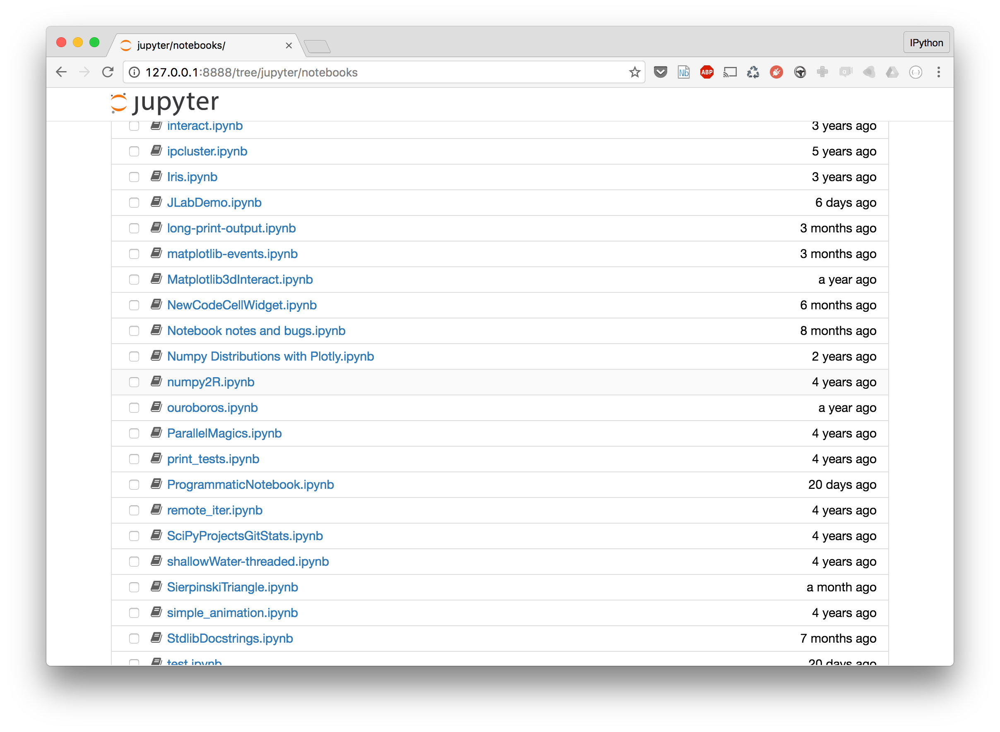 jupyter/notebooks/
IPython
127.0.0.1:8888/tree/jupyter/notebooks
Nb
ABP
a
{...}
jupyter
interact.ipynb 3 years ago
ipcluster.ipynb 5 years ago
Iris.ipynb 3 years ago
JLabDemo.ipynb 6 days ago
long-print-output.ipynb 3 months ago
matplotlib-events.ipynb 3 months ago
Matplotlib3dInteract.ipynb a year ago
NewCodeCellWidget.ipynb 6 months ago
Notebook notes and bugs.ipynb 8 months ago
Numpy Distributions with Plotly.ipynb 2 years ago
numpy2R.ipynb 4 years ago
ouroboros.ipynb a year ago
ParallelMagics.ipynb 4 years ago
print_tests.ipynb 4 years ago
ProgrammaticNotebook.ipynb 20 days ago
remote_iter.ipynb 4 years ago
SciPyProjectsGitStats.ipynb 4 years ago
shallowWater-threaded.ipynb 4 years ago
SierpinskiTriangle.ipynb a month ago
simple_animation.ipynb 4 years ago
StdlibDocstrings.ipynb 7 months ago
test.ipynb 20 days ago